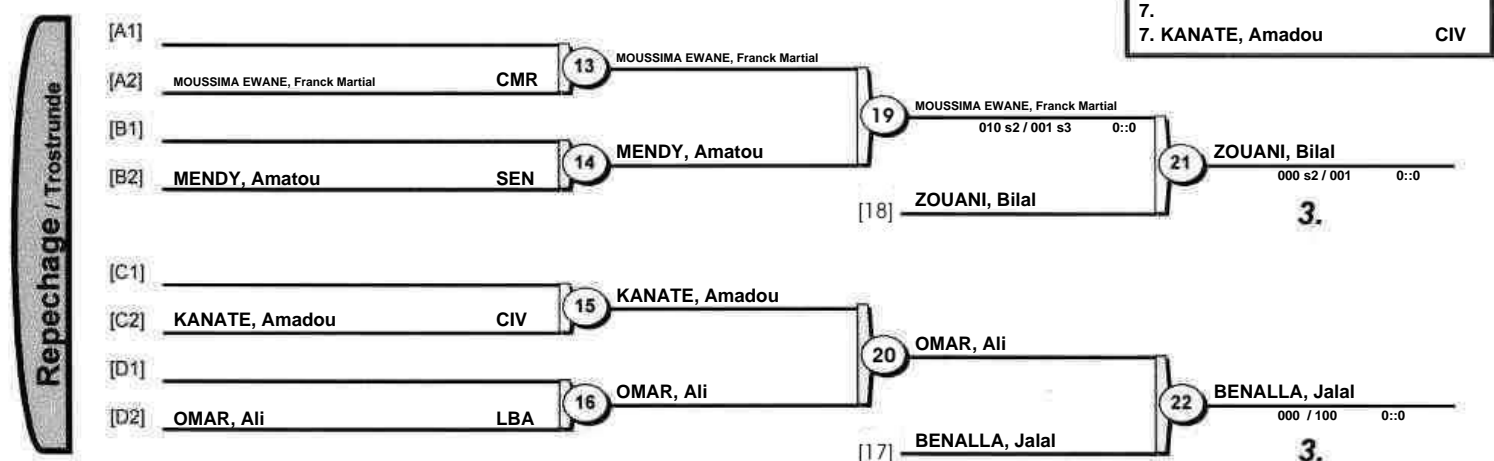 7.
7. KANATE, Amadou CIV
Repechage / Trostrunde
[A1]
13 MOUSSIMA EWANE, Franck Martial
[A2] MOUSSIMA EWANE, Franck Martial CMR
19 MOUSSIMA EWANE, Franck Martial
010 s2 / 001 s3 0::0
[B1]
14 MENDY, Amatou
[B2] MENDY, Amatou SEN
21 ZOUANI, Bilal
000 s2 / 001 0::0
[18] ZOUANI, Bilal
3.
[C1]
15 KANATE, Amadou
[C2] KANATE, Amadou CIV
20 OMAR, Ali
[D1]
16 OMAR, Ali
[D2] OMAR, Ali LBA
22 BENALLA, Jalal
000 / 100 0::0
[17] BENALLA, Jalal
3.